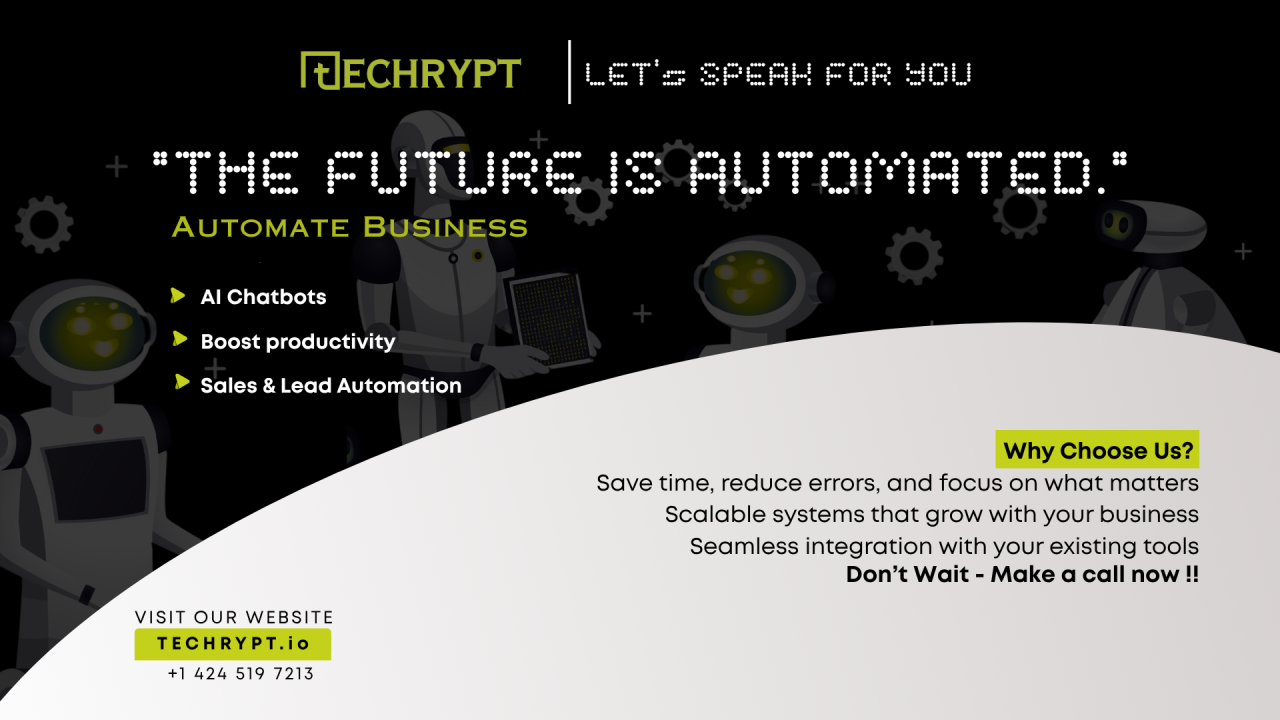 tECHRYPT
LET's SPEAK FOR YOU
"THE FUTURE IS AUTOMATED."
Automate Business
AI Chatbots
Boost productivity
Sales & Lead Automation
Why Choose Us?
Save time, reduce errors, and focus on what matters
Scalable systems that grow with your business
Seamless integration with your existing tools
Don't Wait - Make a call now !!
VISIT OUR WEBSITE
TECHRYPT.io
+1 424 519 7213